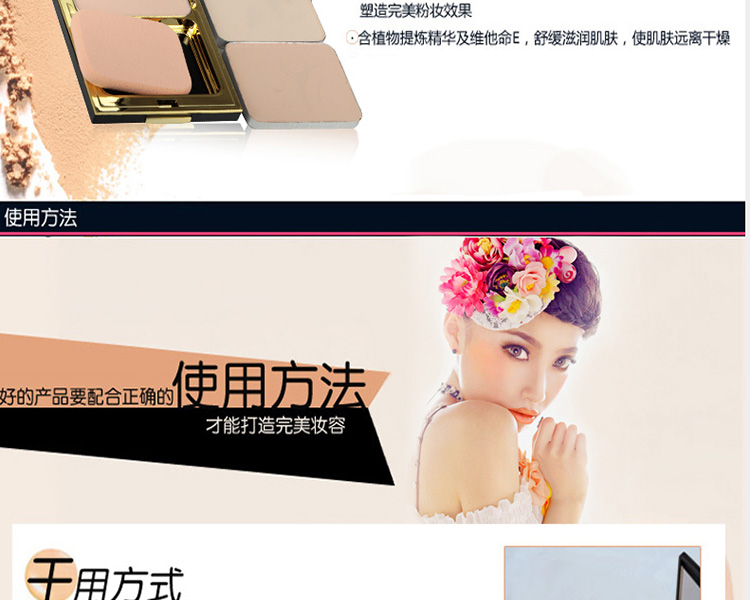 塑造完美粉妆效果
含植物提炼精华及维他命E，舒缓滋润肌肤，使肌肤远离干燥
使用方法
好的产品要配合正确的使用方法
才能打造完美妆容
干用方式